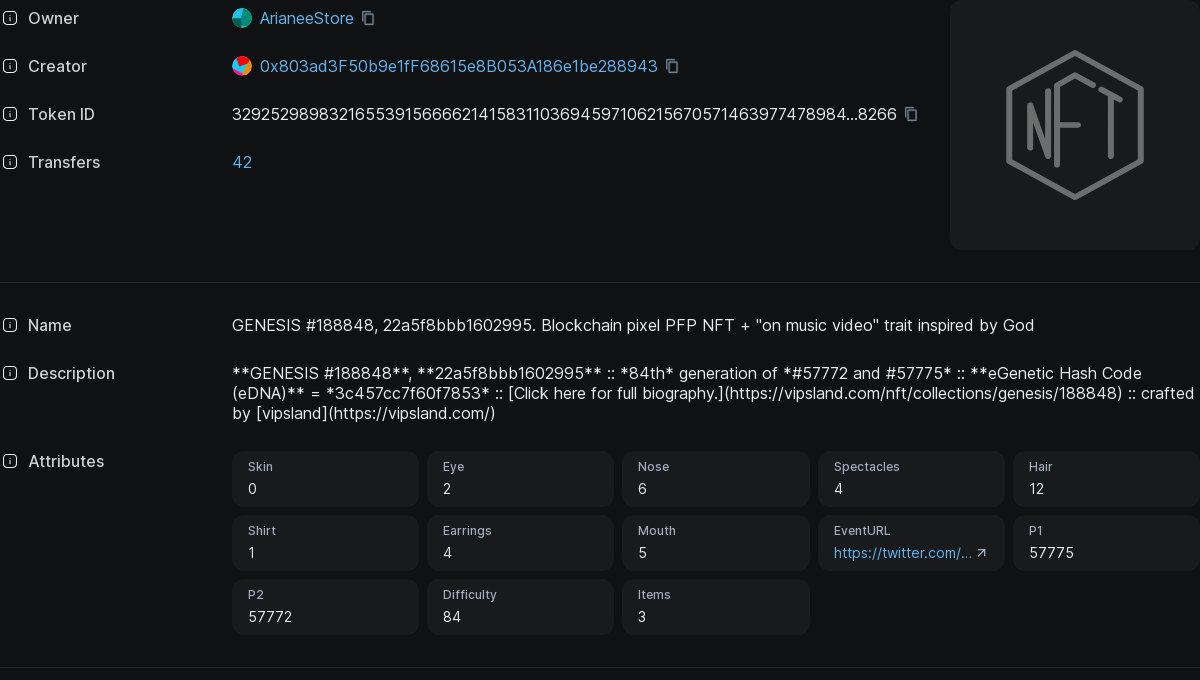 Owner
ArianeeStore
Creator
0x803ad3F50b9e1fF68615e8B053A186e1be288943
Token ID
32925298983216553915666621415831103694597106215670571463977478984...8266
Transfers
42
NFT
Name
GENESIS #188848, 22a5f8bbb1602995. Blockchain pixel PFP NFT + "on music video" trait inspired by God
Description
**GENESIS #188848**, **22a5f8bbb1602995** :: *84th* generation of *#57772 and #57775* :: **eGenetic Hash Code
(eDNA)** = *3c457cc7f60f7853* :: [Click here for full biography.](https://vipsland.com/nft/collections/genesis/188848) :: crafted
by [vipsland](https://vipsland.com/)
Attributes
Skin
0
Eye
2
Nose
6
Spectacles
4
Hair
12
Shirt
1
Earrings
4
Mouth
5
EventURL
https://twitter.com/...
P1
57775
P2
57772
Difficulty
84
Items
3